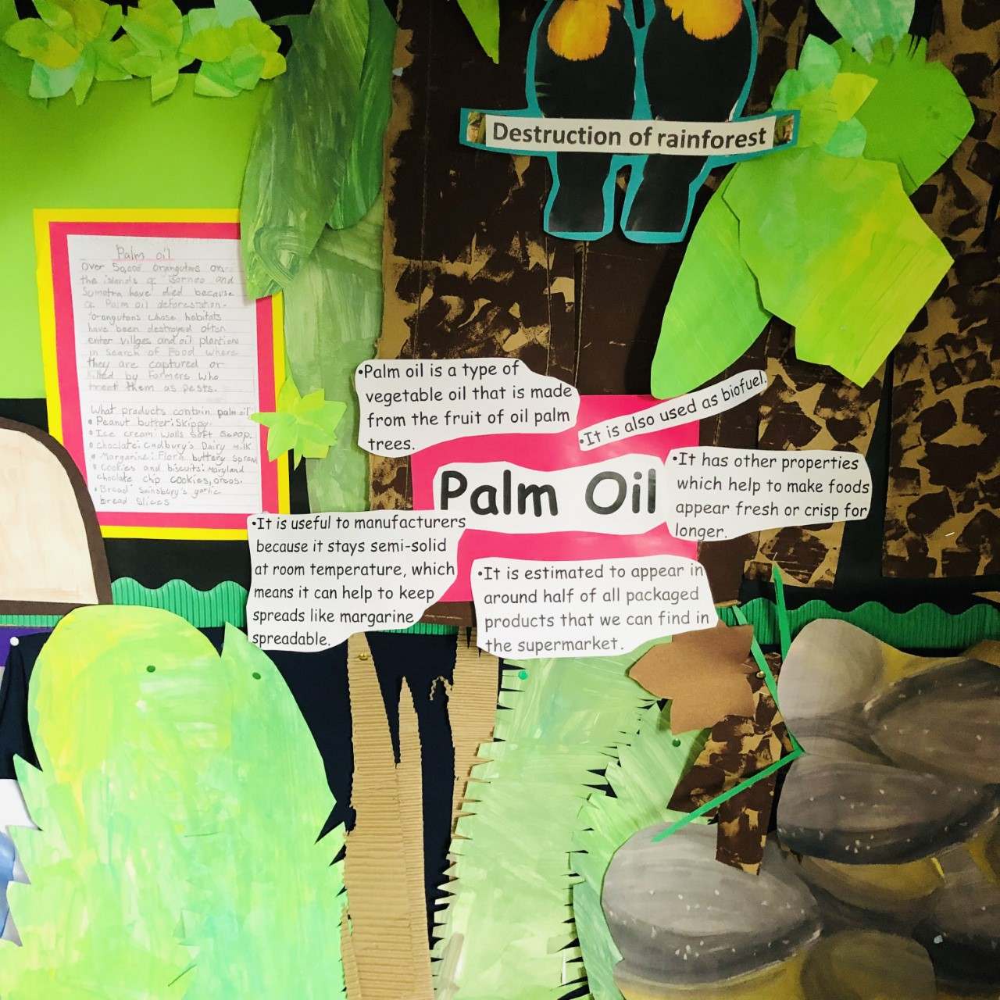 Destruction of rainforest
Palm oil
Over 50,000 orangutans on
the islands of Borneo and
Sumatra have died because
of Palm oil deforestation.
orangutans whose habitats
have been destroyed often
enter villges and oil plantions
in search of Food where
they are captured or
killed by Farmers who
treat them as pests.
What products contain palm oil
• Peanut butter: Skippy
• Ice cream: Walls Soft Scoop.
• choclate: cadbury's Dairy Milk
• Margarine: Flora buttery Spread
• Cookies and biscuits: Maryland
choclate chip cookies, oreos.
• Bread: Sainsbury's garlic
bread slices
•Palm oil is a type of
vegetable oil that is made
from the fruit of oil palm
trees.
•It is also used as biofuel.
Palm Oil
•It has other properties
which help to make foods
appear fresh or crisp for
longer.
•It is useful to manufacturers
because it stays semi-solid
at room temperature, which
means it can help to keep
spreads like margarine
spreadable.
•It is estimated to appear in
around half of all packaged
products that we can find in
the supermarket.